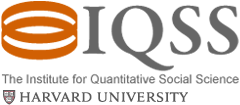 IQSS
The Institute for Quantitative Social Science
HARVARD UNIVERSITY